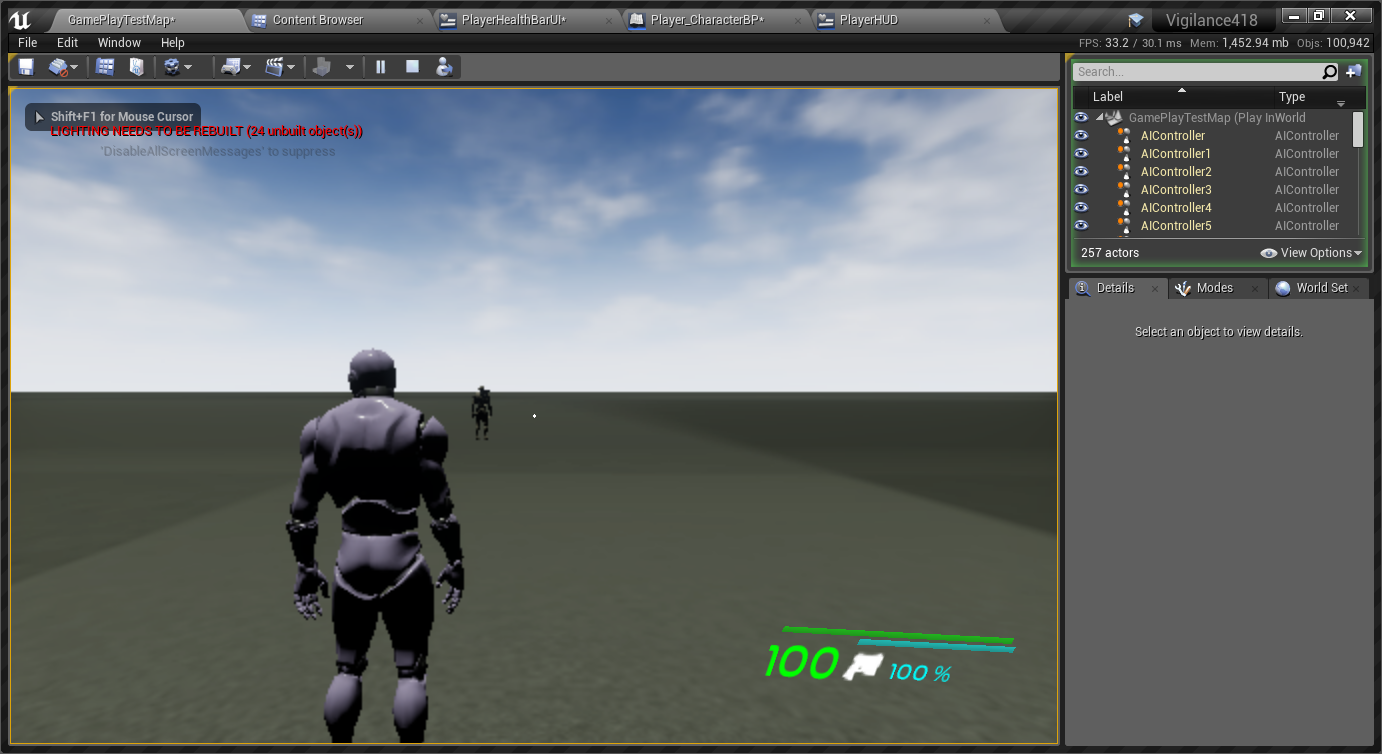 GamePlayTestMap*
Content Browser
PlayerHealthBarUI*
Player_CharacterBP*
PlayerHUD
Vigilance418
File Edit Window Help
FPS: 33.2 / 30.1 ms Mem: 1,452.94 mb Objs: 100,942
Search...
Label Type
GamePlayTestMap (Play InWorld
AIController AIController
AIController1 AIController
AIController2 AIController
AIController3 AIController
AIController4 AIController
AIController5 AIController
257 actors View Options
Details Modes World Set
Select an object to view details.
Shift+F1 for Mouse Cursor
LIGHTING NEEDS TO BE REBUILT (24 unbuilt object(s))
'DisableAllScreenMessages' to suppress
100 100 %